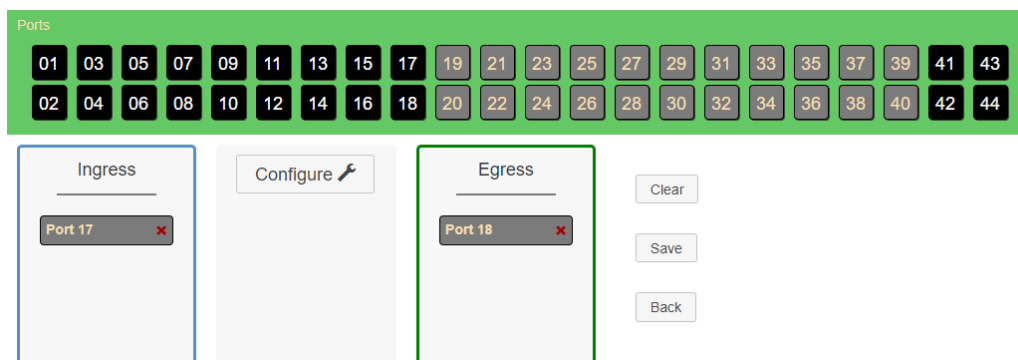 Ports
01 03 05 07 09 11 13 15 17 19 21 23 25 27 29 31 33 35 37 39 41 43
02 04 06 08 10 12 14 16 18 20 22 24 26 28 30 32 34 36 38 40 42 44
Ingress
Port 17
Configure
Egress
Port 18
Clear
Save
Back